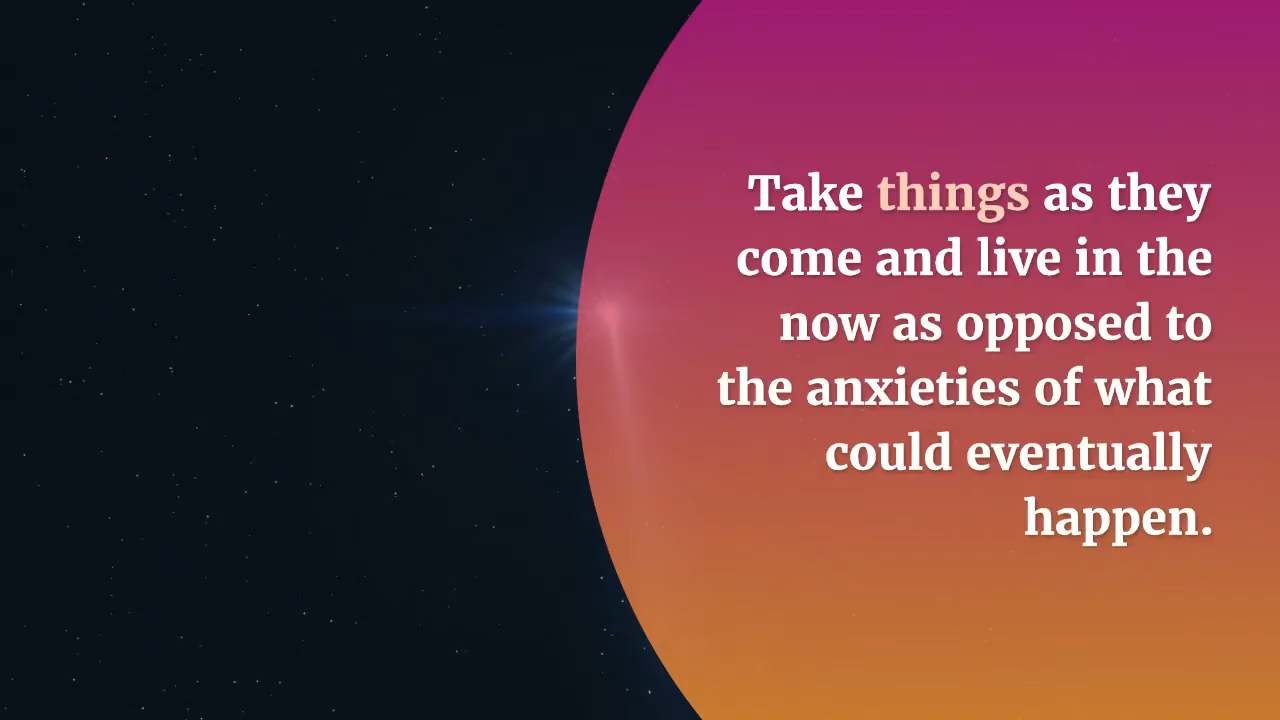 Take things as they
come and live in the
now as opposed to
the anxieties of what
could eventually
happen.